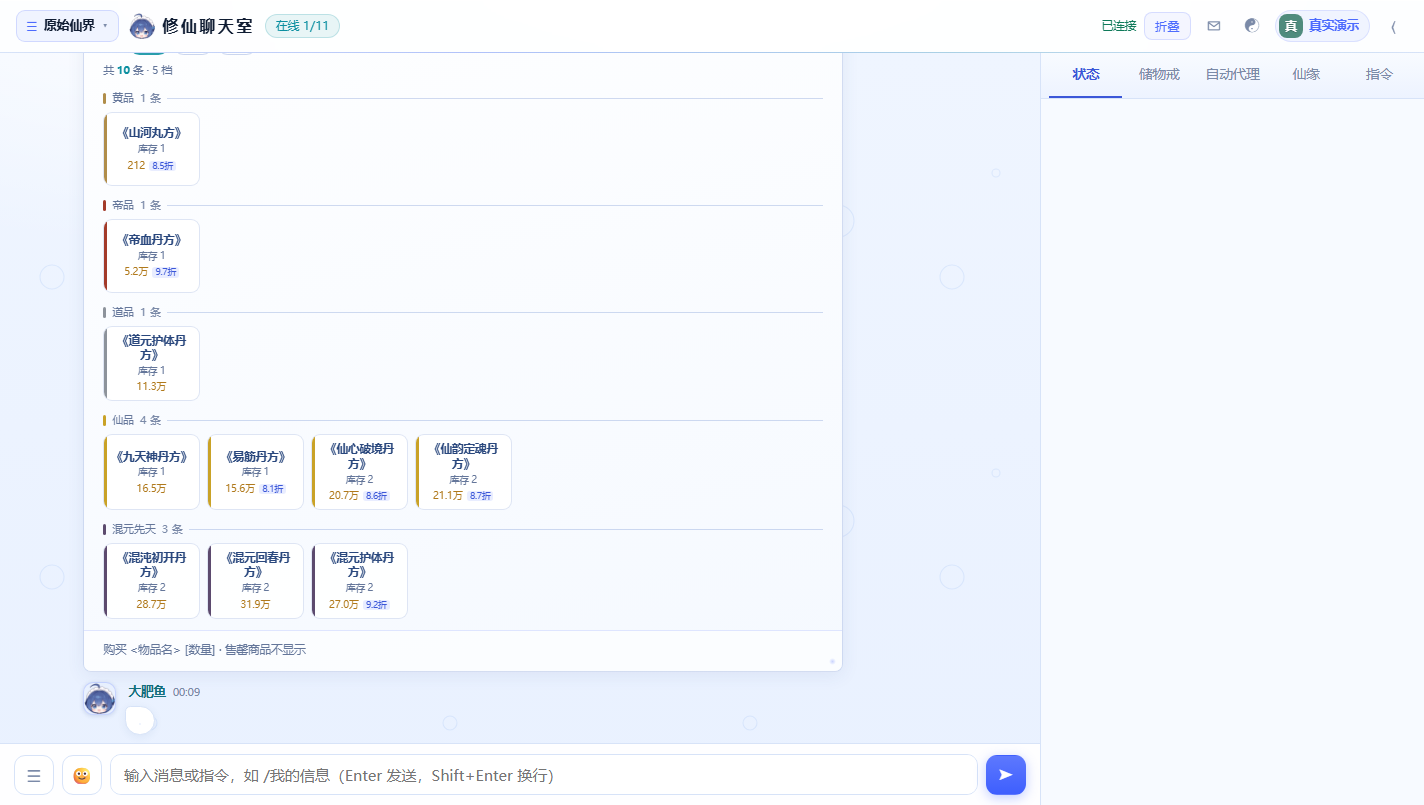 ☰ 原始仙界
修仙聊天室
在线 1/11
已连接
折叠
真 真实演示
状态 储物戒 自动代理 仙缘 指令
共 10 条 · 5 档
黄品 1 条
《山河丸方》
库存 1
212 8.5折
帝品 1 条
《帝血丹方》
库存 1
5.2万 9.7折
道品 1 条
《道元护体丹
方》
库存 1
11.3万
仙品 4 条
《九天神丹方》
库存 1
16.5万
《易筋丹方》
库存 1
15.6万 8.1折
《仙心破境丹
方》
库存 2
20.7万 8.6折
《仙韵定魂丹
方》
库存 2
21.1万 8.7折
混元先天 3 条
《混沌初开丹
方》
库存 2
28.7万
《混元回春丹
方》
库存 2
31.9万
《混元护体丹
方》
库存 2
27.0万 9.2折
购买 <物品名> [数量] · 售罄商品不显示
大肥鱼 00:09
输入消息或指令，如 /我的信息（Enter 发送，Shift+Enter 换行）